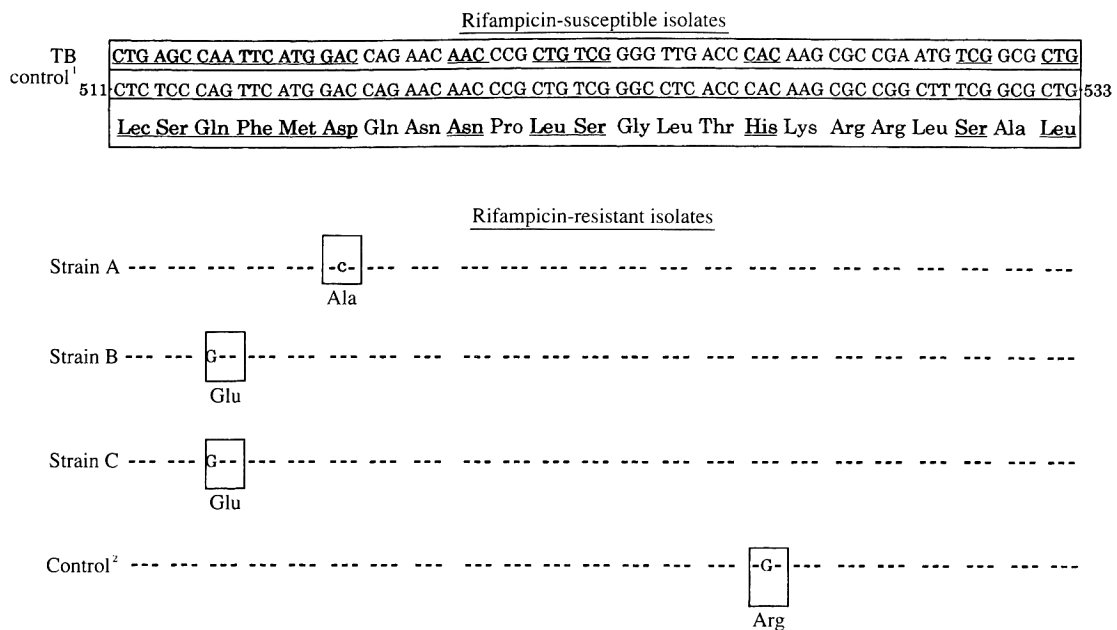 Rifampicin-susceptible isolates
TB control¹ CTG AGC CAA TTC ATG GAC CAG AAC AAC CCG CTG TCG GGG TTG ACC CAC AAG CGC CGA ATG TCG GCG CTG
511-CTC TCC CAG TTC ATG GAC CAG AAC AAC CCG CTG TCG GGC CTC ACC CAC AAG CGC CGG CTT TCG GCG CTG-533
Lec Ser Gln Phe Met Asp Gln Asn Asn Pro Leu Ser Gly Leu Thr His Lys Arg Arg Leu Ser Ala Leu
Rifampicin-resistant isolates
Strain A --- --- --- --- --- -C- --- --- --- --- --- --- --- --- --- --- --- --- --- --- --- --- ---
Ala
Strain B --- --- G-- --- --- --- --- --- --- --- --- --- --- --- --- --- --- --- --- --- --- --- ---
Glu
Strain C --- --- G-- --- --- --- --- --- --- --- --- --- --- --- --- --- --- --- --- --- --- --- ---
Glu
Control² --- --- --- --- --- --- --- --- --- --- --- --- --- --- --- -G- --- --- --- --- --- --- ---
Arg